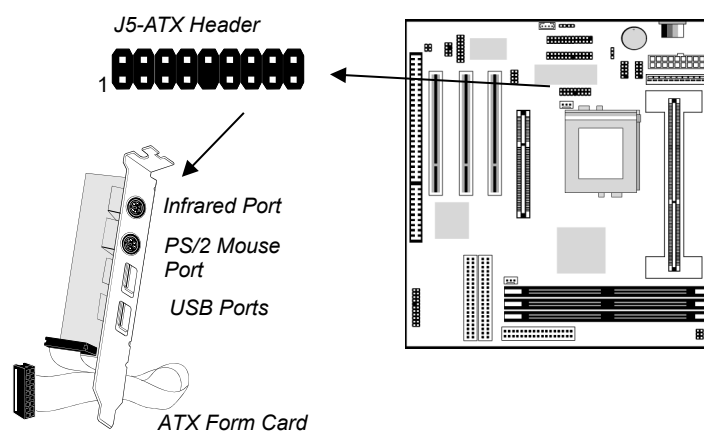 J5-ATX Header
1
Infrared Port
PS/2 Mouse
Port
USB Ports
ATX Form Card